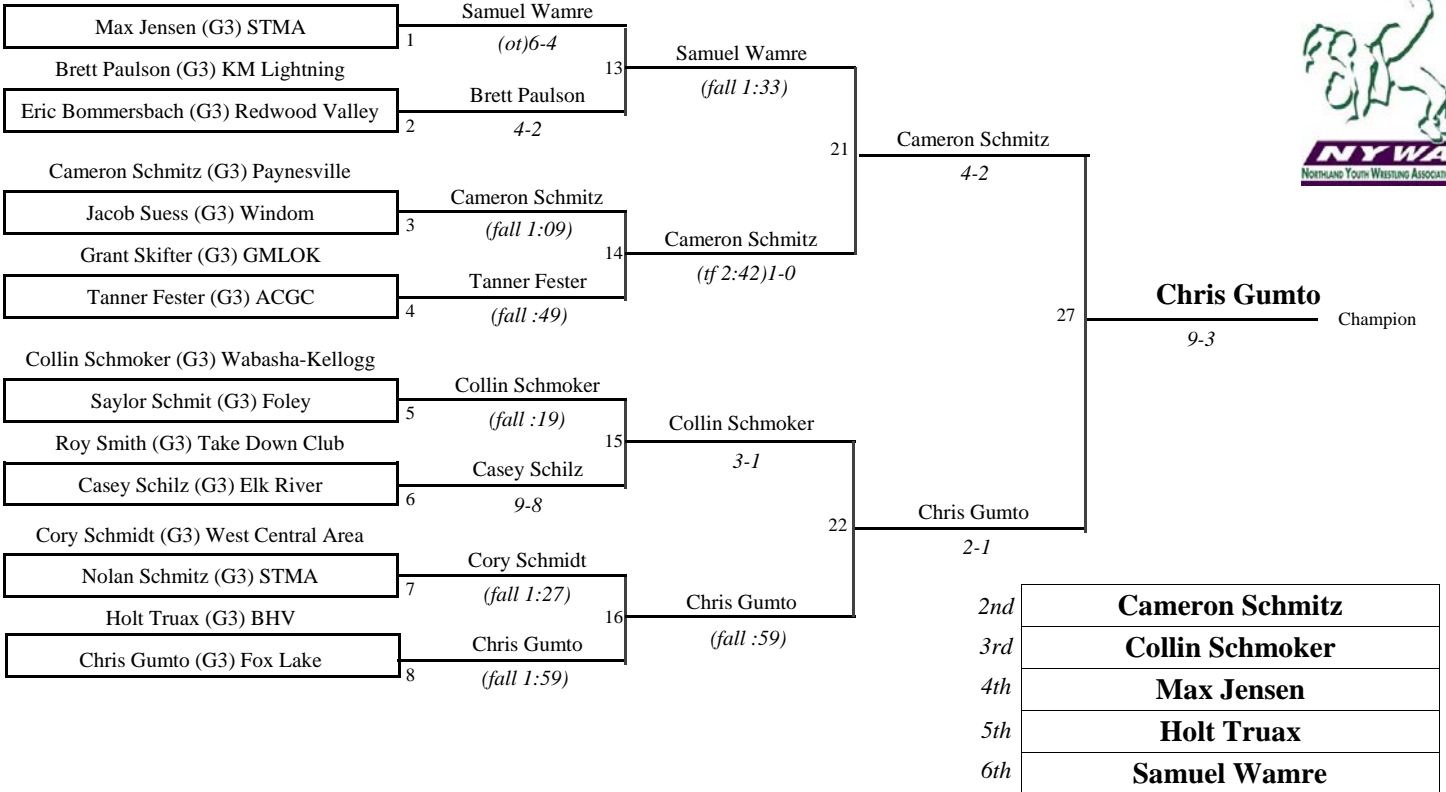 Max Jensen (G3) STMA
1
Samuel Wamre
(ot)6-4
Brett Paulson (G3) KM Lightning
Eric Bommersbach (G3) Redwood Valley
2
Brett Paulson
4-2
13
Samuel Wamre
(fall 1:33)
Cameron Schmitz (G3) Paynesville
Jacob Suess (G3) Windom
3
Cameron Schmitz
(fall 1:09)
Grant Skifter (G3) GMLOK
Tanner Fester (G3) ACGC
4
Tanner Fester
(fall :49)
14
Cameron Schmitz
(tf 2:42)1-0
21
Cameron Schmitz
4-2
Collin Schmoker (G3) Wabasha-Kellogg
Saylor Schmit (G3) Foley
5
Collin Schmoker
(fall :19)
Roy Smith (G3) Take Down Club
Casey Schilz (G3) Elk River
6
Casey Schilz
9-8
15
Collin Schmoker
3-1
Cory Schmidt (G3) West Central Area
Nolan Schmitz (G3) STMA
7
Cory Schmidt
(fall 1:27)
Holt Truax (G3) BHV
Chris Gumto (G3) Fox Lake
8
Chris Gumto
(fall 1:59)
16
Chris Gumto
(fall :59)
22
Chris Gumto
2-1
27
Chris Gumto
9-3
Champion
NYWA
NORTHLAND YOUTH WRESTLING
2nd Cameron Schmitz
3rd Collin Schmoker
4th Max Jensen
5th Holt Truax
6th Samuel Wamre